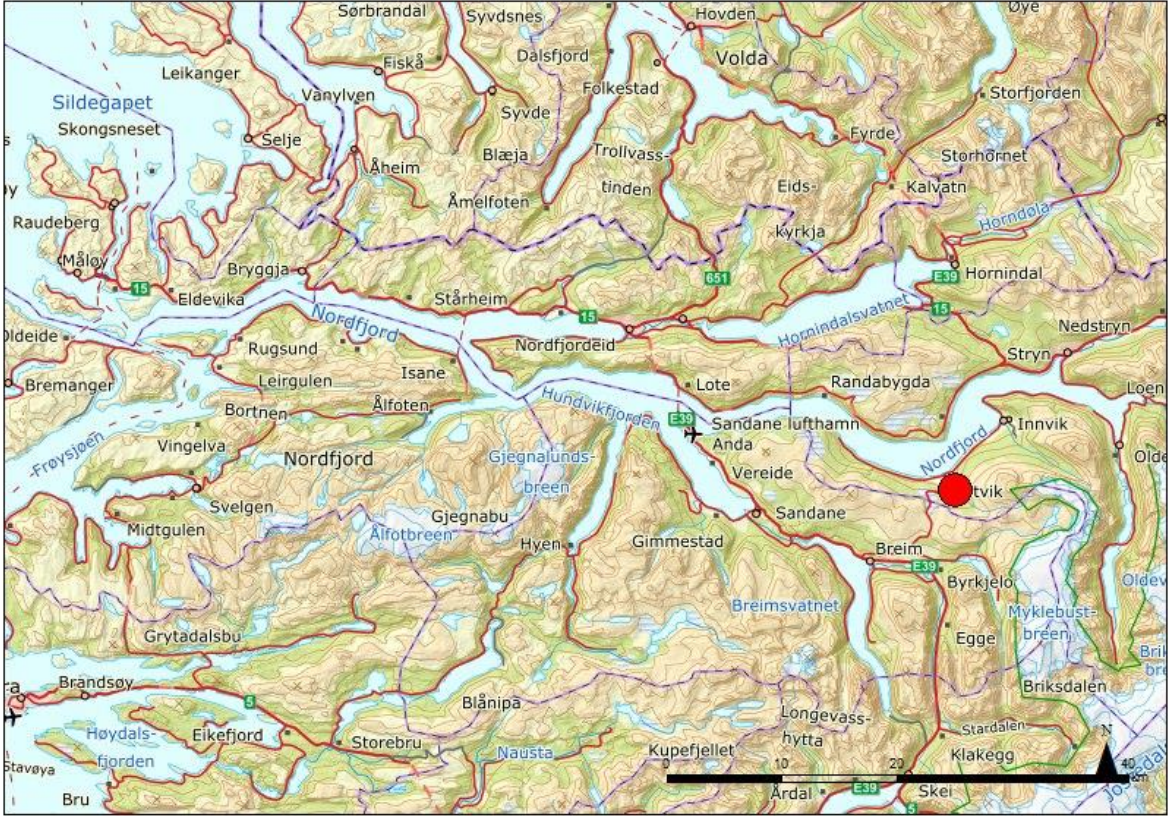 Sørbrandal
Syvdsnes
Hovden
Øye
Leikanger
Fiskå
Dalsfjord
Volda
Sildegapet
Vanylven
Folkestad
Storfjorden
Skongsneset
Syvde
Selje
Fyrde
Åheim
Blæja
Trollvass-
tinden
Storhornet
Åmelfoten
Eids-
kyrkja
Kalvatn
Raudeberg
Horndøla
Måløy
Bryggja
651
E39
Hornindal
15
Eldevika
Stårheim
15
15
Nordfjord
Hornindalsvatnet
Nedstryn
Oldeide
Rugsund
Nordfjordeid
Stryn
Bremanger
Leirgulen
Isane
Lote
Randabygda
Loen
Bortnen
Ålfoten
Hundvikfjorden
E39
Sandane lufthamn
Anda
Innvik
Vingelva
Nordfjord
Gjegnalunds-
breen
Vereide
Nordfjord
Olde
-Frøysjøen
tvik
Svelgen
Midtgulen
Gjegnabu
Sandane
Ålfotbreen
Hyen
Gimmestad
Breim
E39
Byrkjelo
Oldev
Breimsvatnet
Myklebust-
breen
Grytadalsbu
Egge
Brik
bre
Brandsøy
Briksdalen
5
Blånipa
Longevass-
hytta
Høydals-
fjorden
Eikefjord
Storebru
Nausta
Kupefjellet
Stardalen
Klakegg
N
Stavøya
0
10
20
40
Bru
Årdal
E39
Skei
5